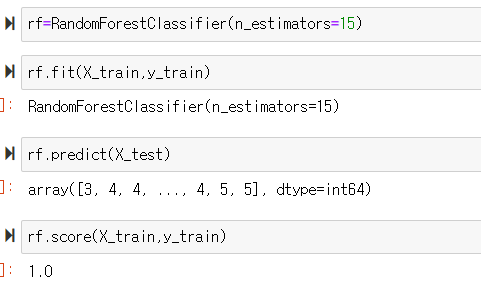 rf=RandomForestClassifier(n_estimators=15)
rf.fit(X_train,y_train)
]: RandomForestClassifier(n_estimators=15)
rf.predict(X_test)
]: array([3, 4, 4, ..., 4, 5, 5], dtype=int64)
rf.score(X_train,y_train)
]: 1.0